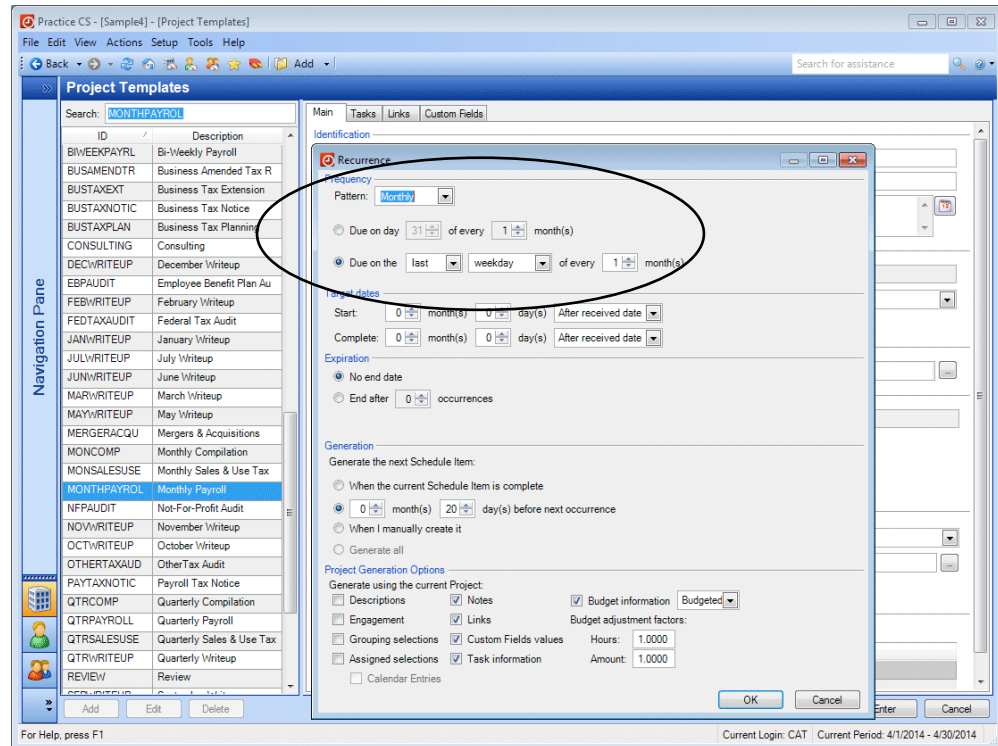 Practice CS - [Sample4] - [Project Templates]
File Edit View Actions Setup Tools Help
Back Add Search for assistance
Project Templates
Search: MONTHPAYROL
ID Description
BIWEEKPAYRL Bi-Weekly Payroll
BUSAMENDTR Business Amended Tax R
BUSTAXEXT Business Tax Extension
BUSTAXNOTIC Business Tax Notice
BUSTAXPLAN Business Tax Planning
CONSULTING Consulting
DECWRITEUP December Writeup
EBPAUDIT Employee Benefit Plan Au
FEBWRITEUP February Writeup
FEDTAXAUDIT Federal Tax Audit
JANWRITEUP January Writeup
JULWRITEUP July Writeup
JUNWRITEUP June Writeup
MARWRITEUP March Writeup
MAYWRITEUP May Writeup
MERGERACQU Mergers & Acquisitions
MONCOMP Monthly Compilation
MONSALESUSE Monthly Sales & Use Tax
MONTHPAYROL Monthly Payroll
NFPAUDIT Not-For-Profit Audit
NOVWRITEUP November Writeup
OCTWRITEUP October Writeup
OTHERTAXAUD OtherTax Audit
PAYTAXNOTIC Payroll Tax Notice
QTRCOMP Quarterly Compilation
QTRPAYROLL Quarterly Payroll
QTRSALESUSE Quarterly Sales & Use Tax
QTRWRITEUP Quarterly Writeup
REVIEW Review
Navigation Pane
Add Edit Delete
Main Tasks Links Custom Fields
Identification
Recurrence
Frequency
Pattern: Monthly
Due on day 31 of every 1 month(s)
Due on the last weekday of every 1 month(s)
Target dates
Start: 0 month(s) 0 day(s) After received date
Complete: 0 month(s) 0 day(s) After received date
Expiration
No end date
End after 0 occurrences
Generation
Generate the next Schedule Item:
When the current Schedule Item is complete
0 month(s) 20 day(s) before next occurrence
When I manually create it
Generate all
Project Generation Options
Generate using the current Project:
Descriptions Notes Budget information Budgeted
Engagement Links Budget adjustment factors:
Grouping selections Custom Fields values Hours: 1.0000
Assigned selections Task information Amount: 1.0000
Calendar Entries
OK Cancel
Enter Cancel
For Help, press F1 Current Login: CAT Current Period: 4/1/2014 - 4/30/2014